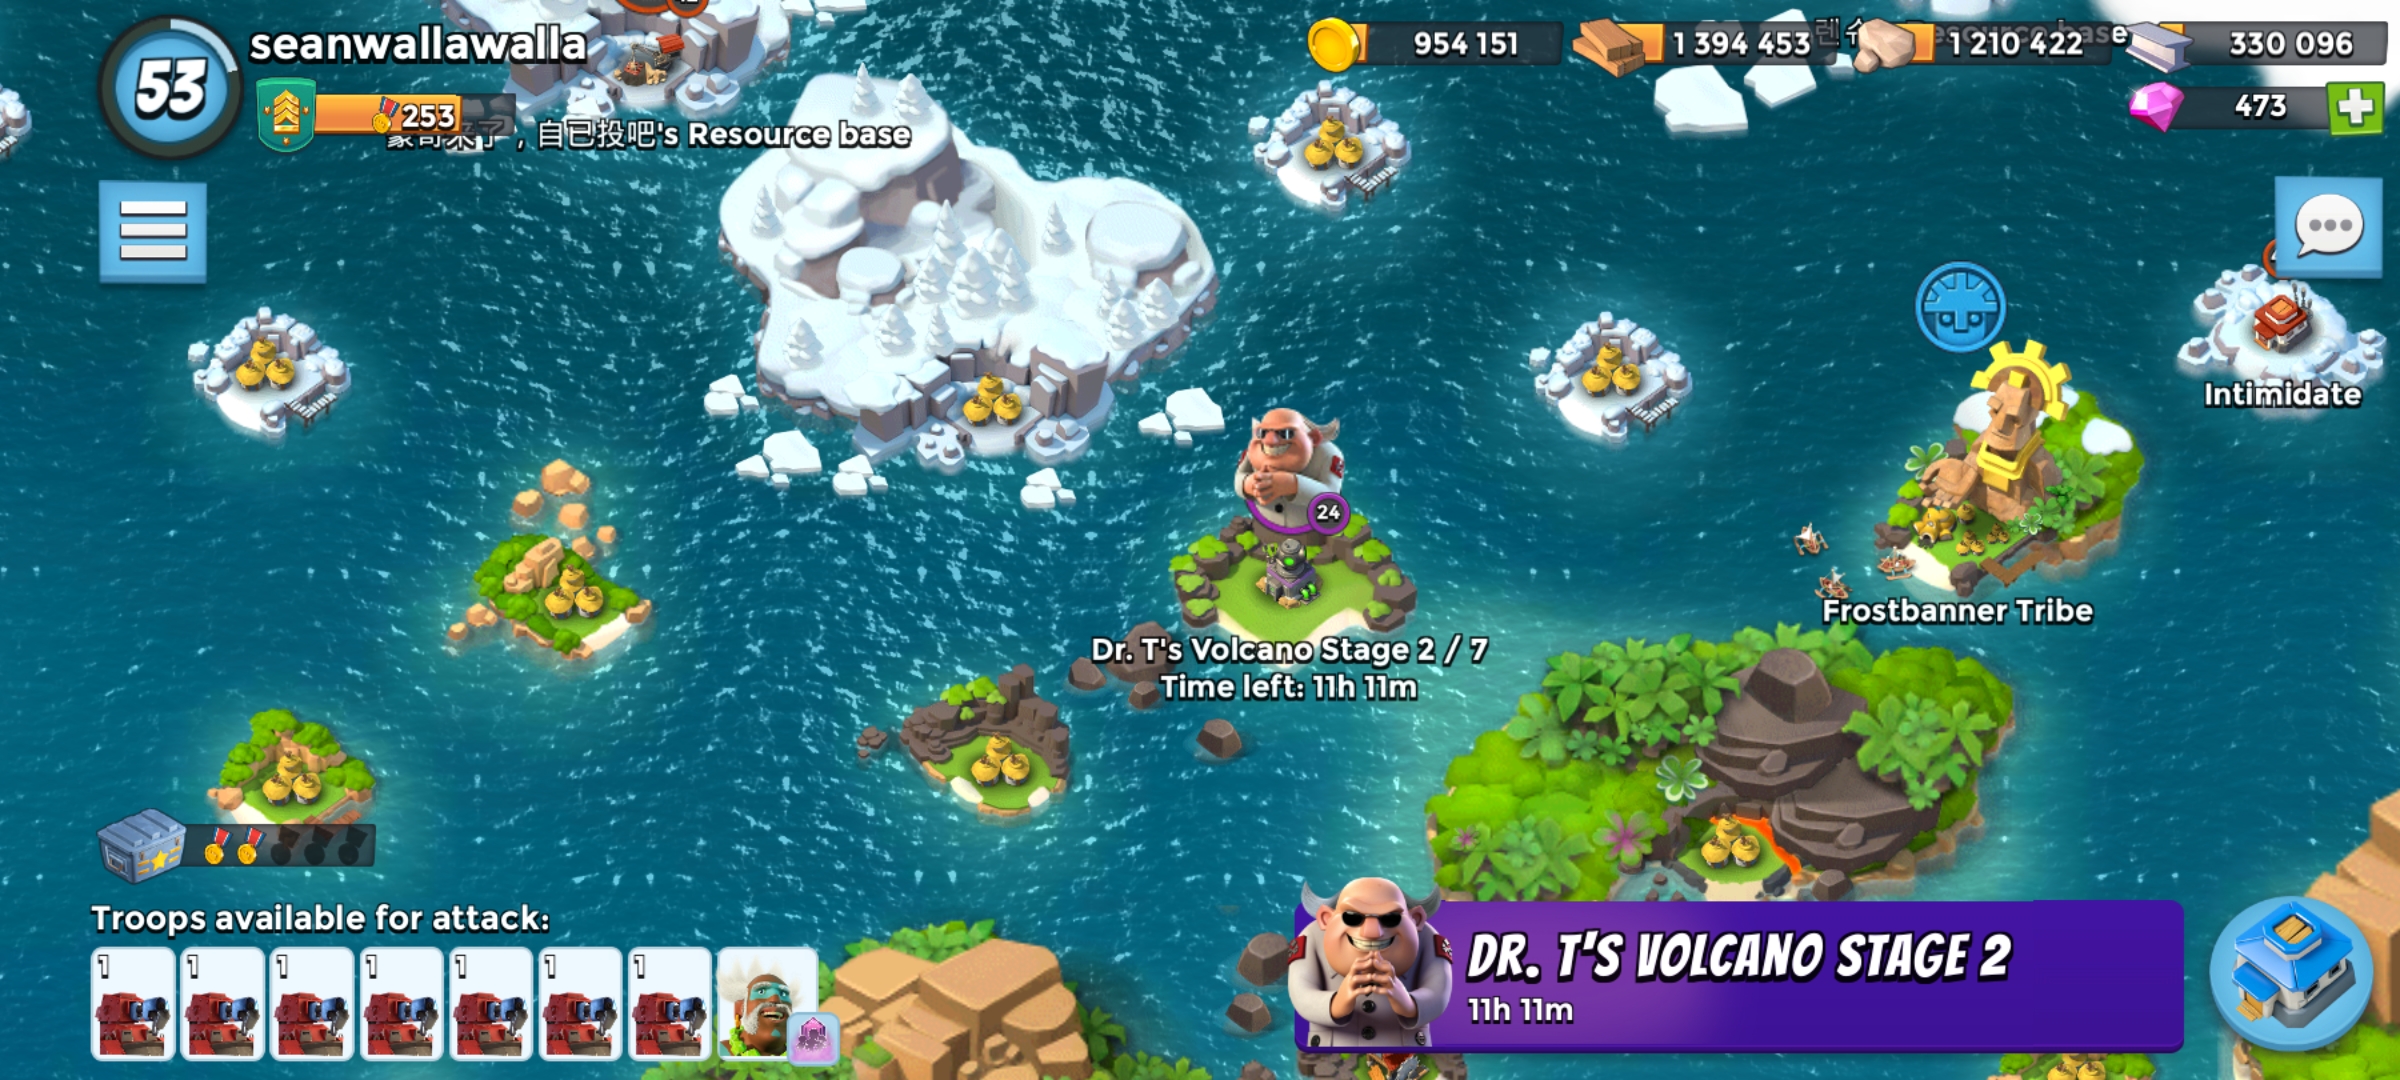 53
seanwallawalla
253
954 151
1 394 453
1 210 422
330 096
473
自已投吧's Resource base
Intimidate
24
Dr. T's Volcano Stage 2 / 7
Time left: 11h 11m
Frostbanner Tribe
Troops available for attack:
1 1 1 1 1 1 1
DR. T'S VOLCANO STAGE 2
11h 11m